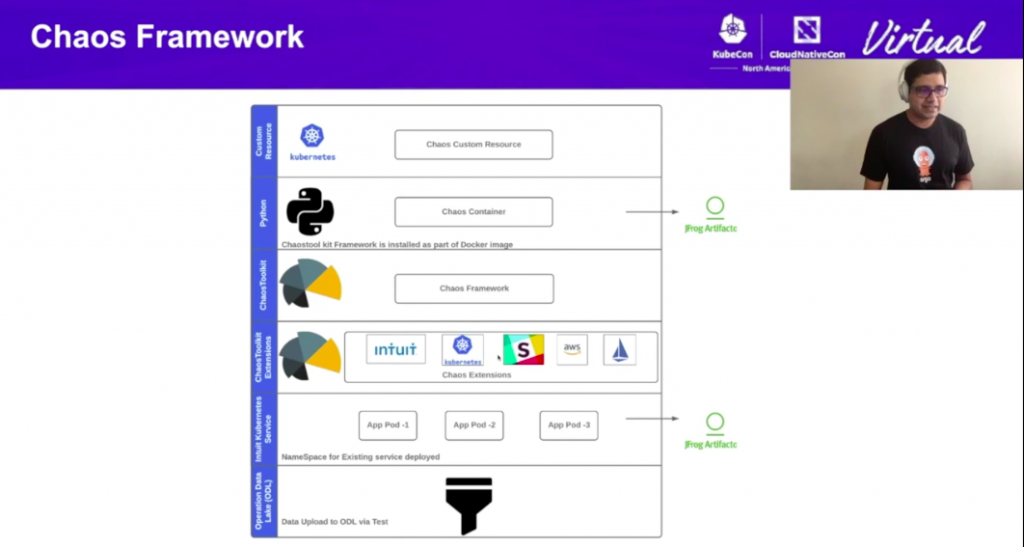 Chaos Framework
KubeCon
CloudNativeCon
Virtual
North America
Custom
Resource
kubernetes
Chaos Custom Resource
argo
Python
Chaos Container
JFrog Artifactc
Chaostool kit Framework is installed as part of Docker image
ChaosToolkit
Chaos Framework
ChaosToolkit
Extensions
INTUIT
kubernetes
S
aws
Chaos Extensions
Intuit Kubernetes
Service
App Pod -1
App Pod -2
App Pod -3
JFrog Artifactc
NameSpace for Existing service deployed
Operation Data
Lake (ODL)
Data Upload to ODL via Test